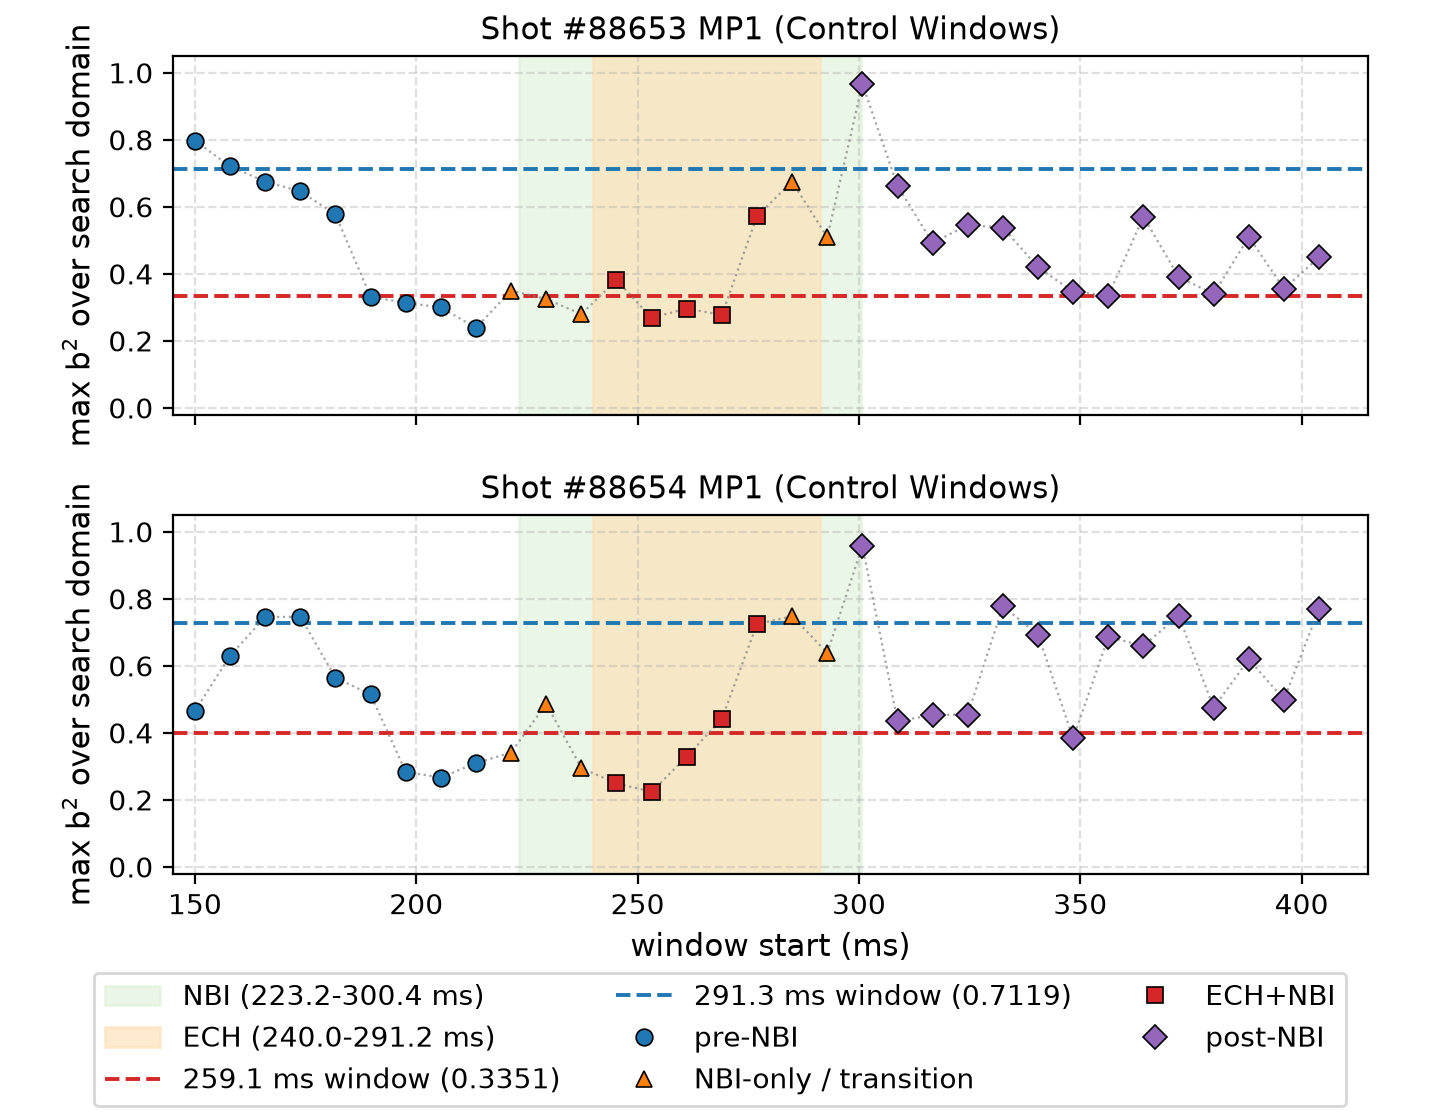 Shot #88653 MP1 (Control Windows)
max b² over search domain
1.0
0.8
0.6
0.4
0.2
0.0
Shot #88654 MP1 (Control Windows)
max b² over search domain
1.0
0.8
0.6
0.4
0.2
0.0
150 200 250 300 350 400
window start (ms)
NBI (223.2-300.4 ms)
ECH (240.0-291.2 ms)
259.1 ms window (0.3351)
291.3 ms window (0.7119)
pre-NBI
NBI-only / transition
ECH+NBI
post-NBI